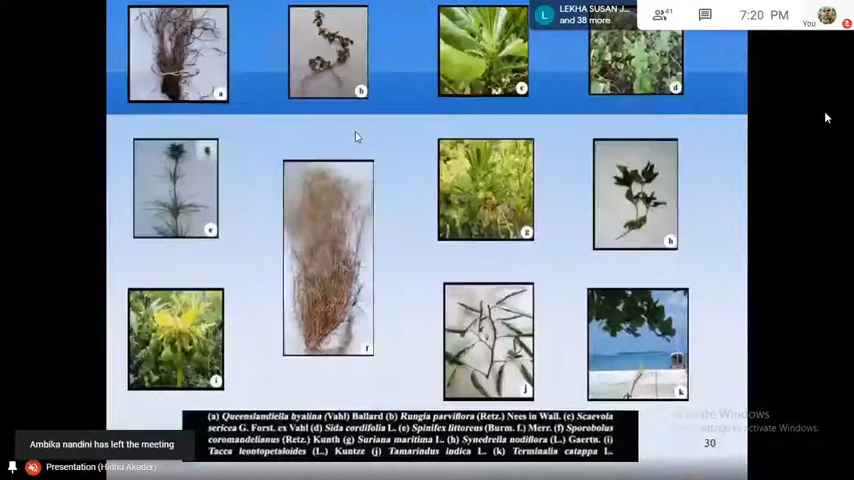 LEKHA SUSAN J...
and 38 more
L
41
7:20 PM
You
a
b
c
d
e
g
h
f
i
j
k
(a) Queenslandiella hyalina (Vahl) Ballard (b) Rungia parviflora (Retz.) Nees in Wall. (c) Scaevola
sericea G. Forst. ex Vahl (d) Sida cordifolia L. (e) Spinifex littoreus (Burm. f.) Merr. (f) Sporobolus
coromandelianus (Retz.) Kunth (g) Suriana maritima L. (h) Synedrella nodiflora (L.) Gaertn. (i)
Tacca leontopetaloides (L.) Kuntze (j) Tamarindus indica L. (k) Terminalia catappa L.
Activate Windows
to activate Windows.
30
Ambika nandini has left the meeting
Presentation (Hidhu Akader)